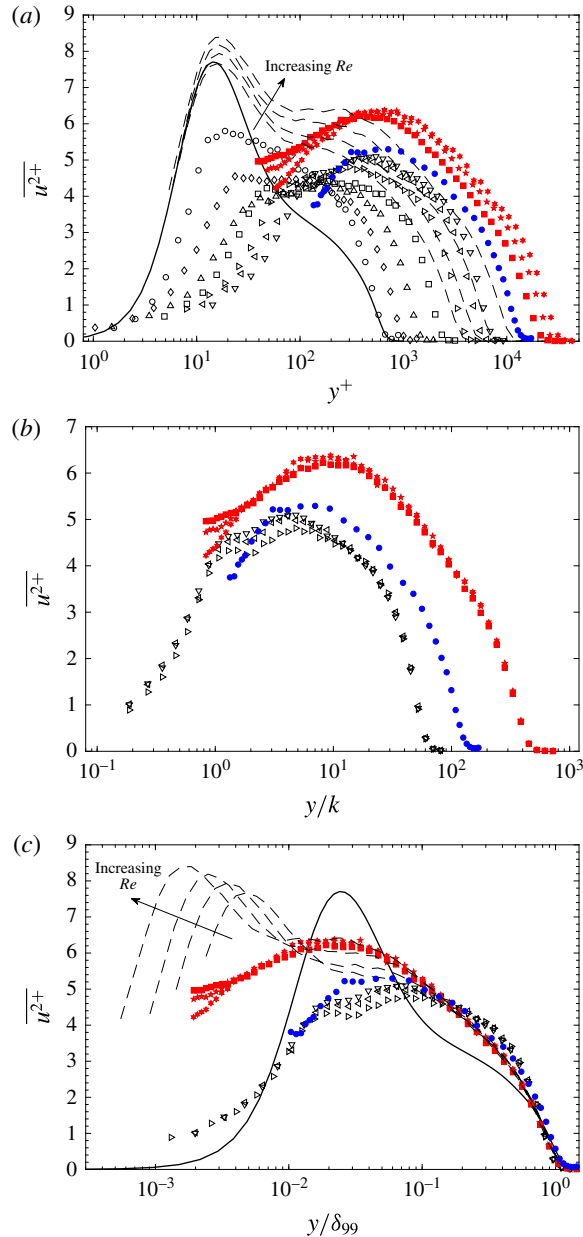 (a)
9
8
7
6
5
4
3
2
1
0
Increasing Re
u²⁺
10⁰ 10¹ 10² 10³ 10⁴
y⁺
(b)
7
6
5
4
3
2
1
0
u²⁺
10⁻¹ 10⁰ 10¹ 10² 10³
y/k
(c)
9
8
7
6
5
4
3
2
1
0
Increasing
Re
u²⁺
10⁻³ 10⁻² 10⁻¹ 10⁰
y/δ₉₉